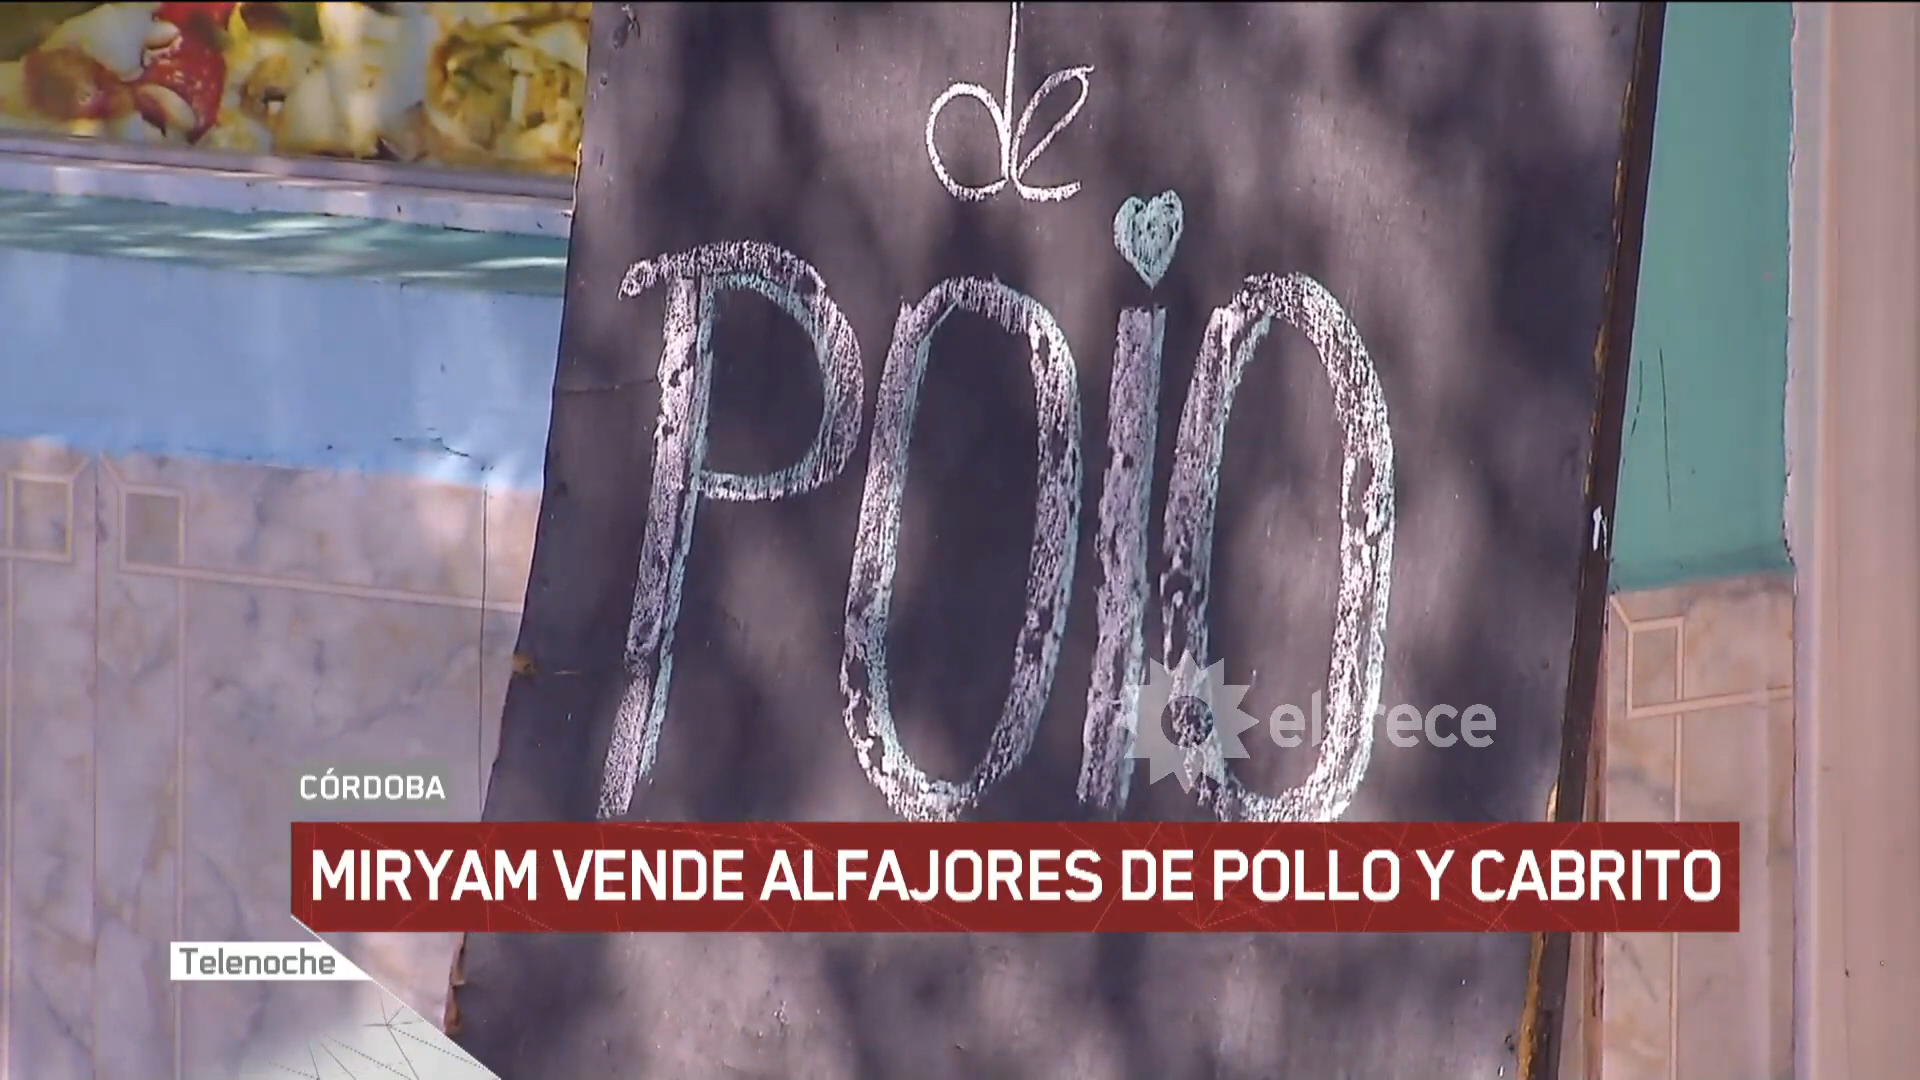 de
POiO
eltrece
CÓRDOBA
MIRYAM VENDE ALFAJORES DE POLLO Y CABRITO
Telenoche